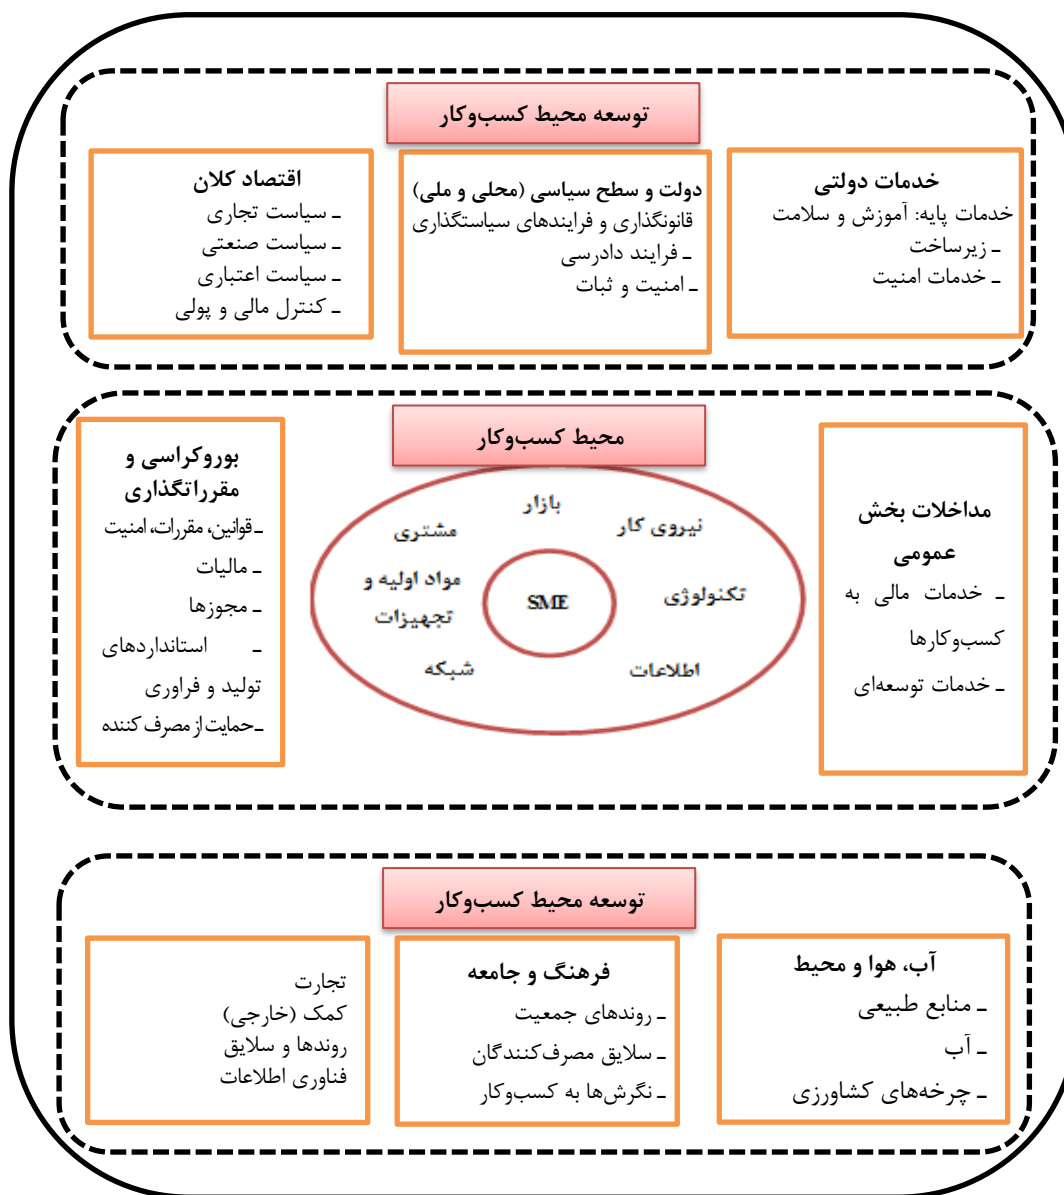 توسعه محیط کسب‌وکار
خدمات دولتی
خدمات پایه: آموزش و سلامت
ـ زیرساخت
ـ خدمات امنیت
دولت و سطح سیاسی (محلی و ملی)
قانونگذاری و فرایندهای سیاستگذاری
ـ فرایند دادرسی
ـ امنیت و ثبات
اقتصاد کلان
ـ سیاست تجاری
ـ سیاست صنعتی
ـ سیاست اعتباری
ـ کنترل مالی و پولی
محیط کسب‌وکار
مداخلات بخش
عمومی
ـ خدمات مالی به
کسب‌وکارها
ـ خدمات توسعه‌ای
بازار
نیروی کار
مشتری
تکنولوژی
مواد اولیه و
تجهیزات
SME
اطلاعات
شبکه
بوروکراسی و
مقرراتگذاری
ـ قوانین، مقررات، امنیت
ـ مالیات
ـ مجوزها
ـ استانداردهای
تولید و فراوری
ـ حمایت از مصرف کننده
توسعه محیط کسب‌وکار
آب، هوا و محیط
ـ منابع طبیعی
ـ آب
ـ چرخه‌های کشاورزی
فرهنگ و جامعه
ـ روندهای جمعیت
ـ سلایق مصرف‌کنندگان
ـ نگرش‌ها به کسب‌وکار
تجارت
کمک (خارجی)
روندها و سلایق
فناوری اطلاعات